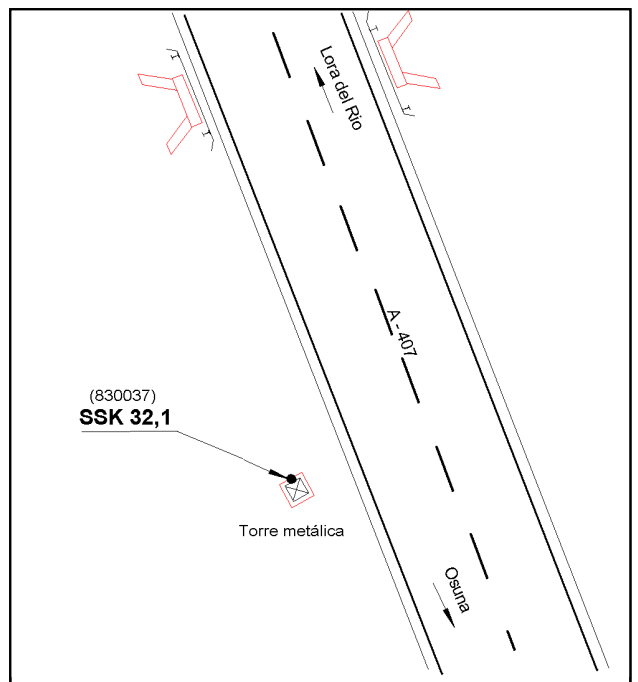 Lora del Rio
A - 407
(830037)
SSK 32,1
Torre metálica
Osuna